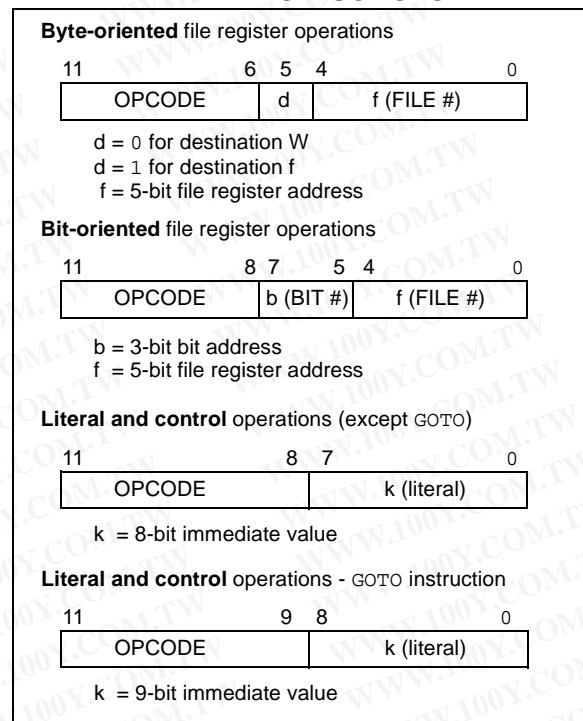 Byte-oriented file register operations
11 6 5 4 0
OPCODE d f (FILE #)
d = 0 for destination W
d = 1 for destination f
f = 5-bit file register address
Bit-oriented file register operations
11 8 7 5 4 0
OPCODE b (BIT #) f (FILE #)
b = 3-bit bit address
f = 5-bit file register address
Literal and control operations (except GOTO)
11 8 7 0
OPCODE k (literal)
k = 8-bit immediate value
Literal and control operations - GOTO instruction
11 9 8 0
OPCODE k (literal)
k = 9-bit immediate value
WWW.100Y.COM.TW